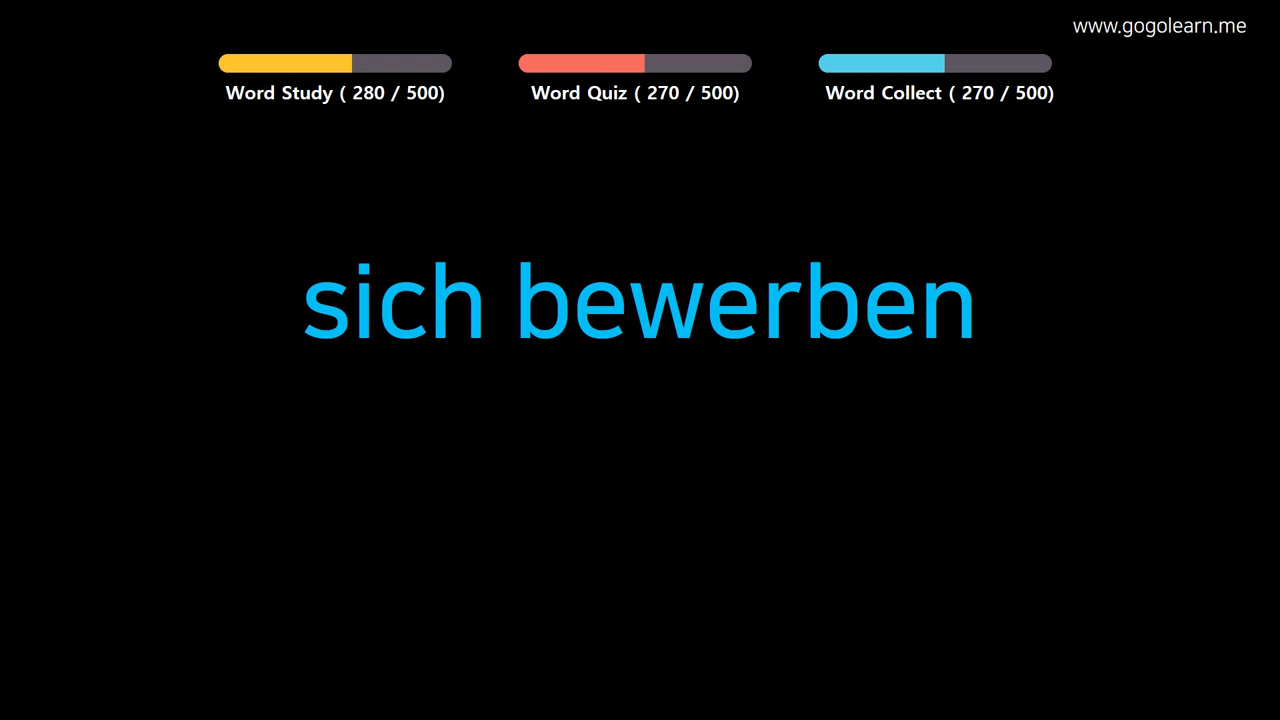 www.gogolearn.me
Word Study ( 280 / 500)
Word Quiz ( 270 / 500)
Word Collect ( 270 / 500)
sich bewerben